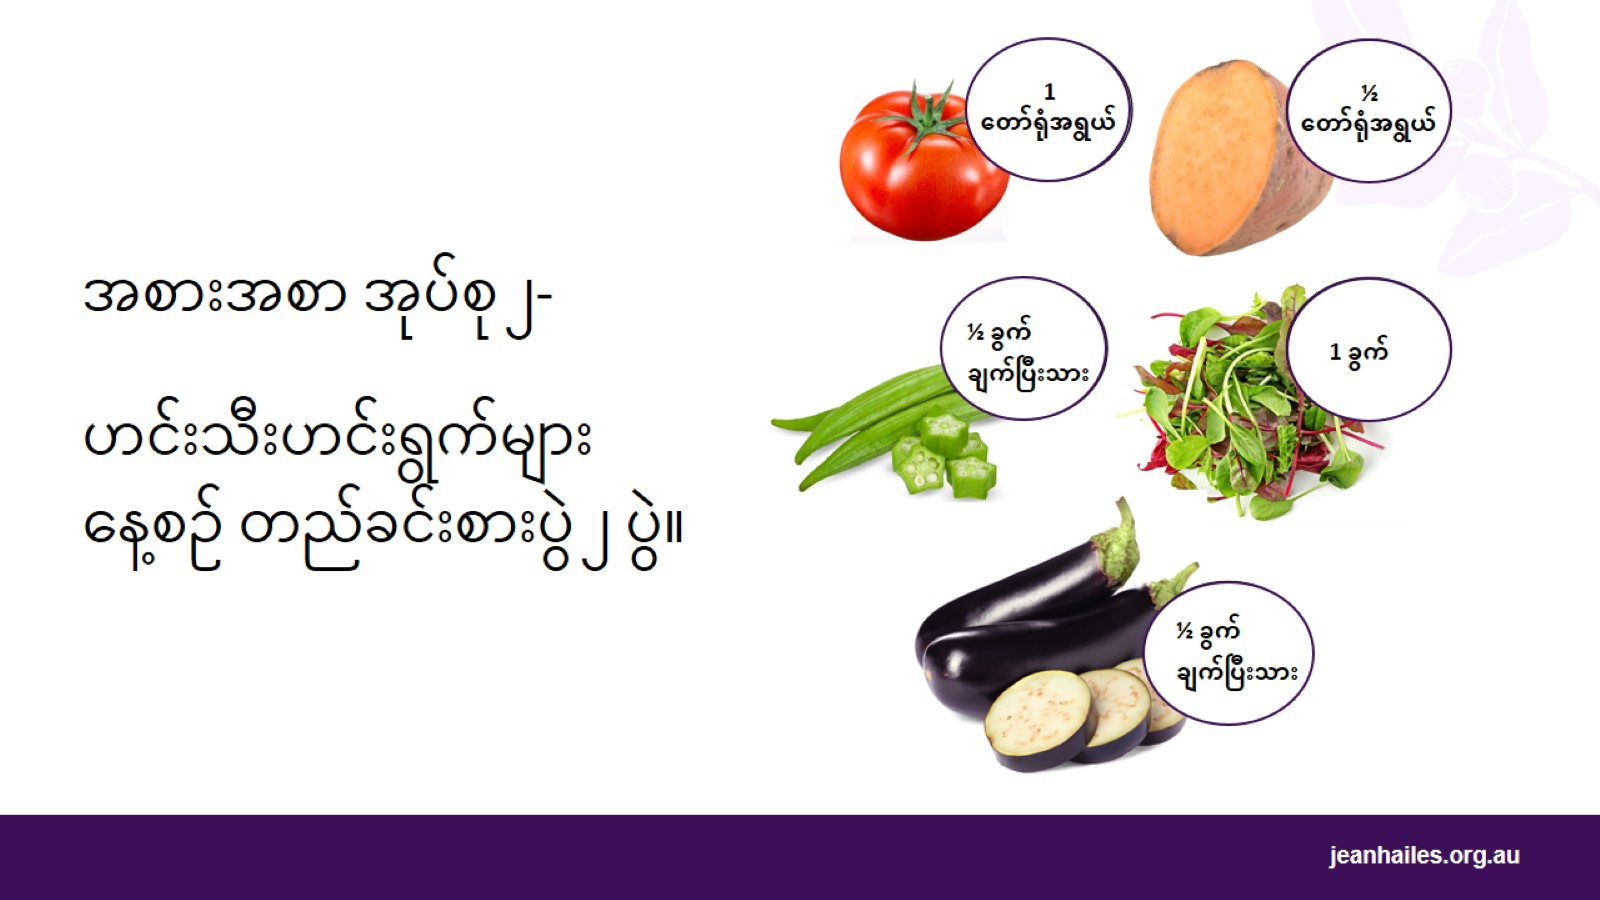 အစားအစာ အုပ်စု ၂-
ဟင်းသီးဟင်းရွက်များ
နေ့စဉ် တည်ခင်းစားပွဲ ၂ ပွဲ။
1
တော်ရုံအရွယ်
½
တော်ရုံအရွယ်
½ ခွက်
ချက်ပြီးသား
1 ခွက်
½ ခွက်
ချက်ပြီးသား
jeanhailes.org.au